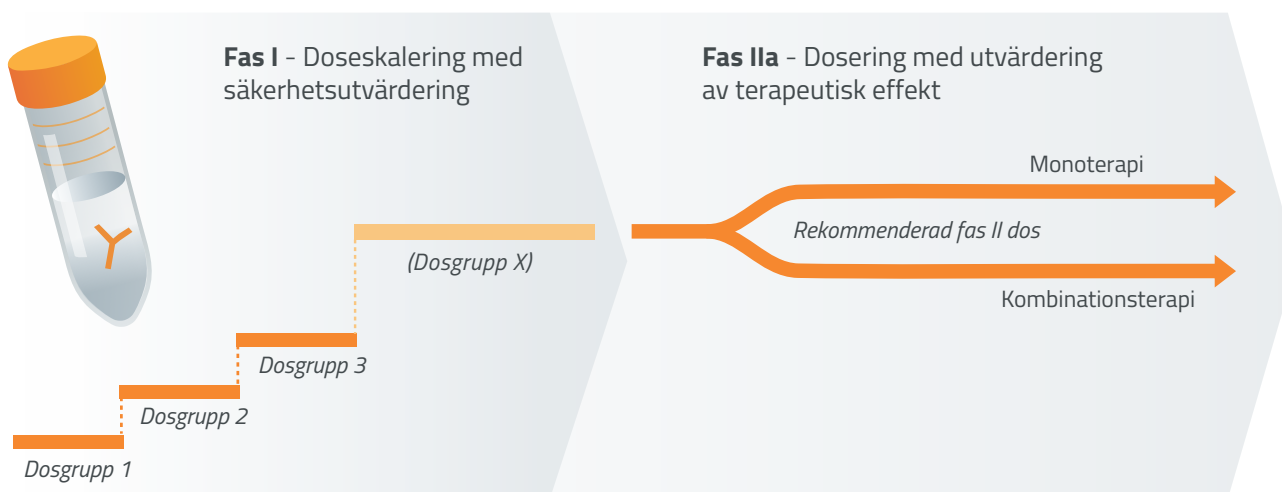 Fas I - Doseskalering med
säkerhetsutvärdering
Dosgrupp 1
Dosgrupp 2
Dosgrupp 3
(Dosgrupp X)
Fas IIa - Dosering med utvärdering
av terapeutisk effekt
Monoterapi
Rekommenderad fas II dos
Kombinationsterapi